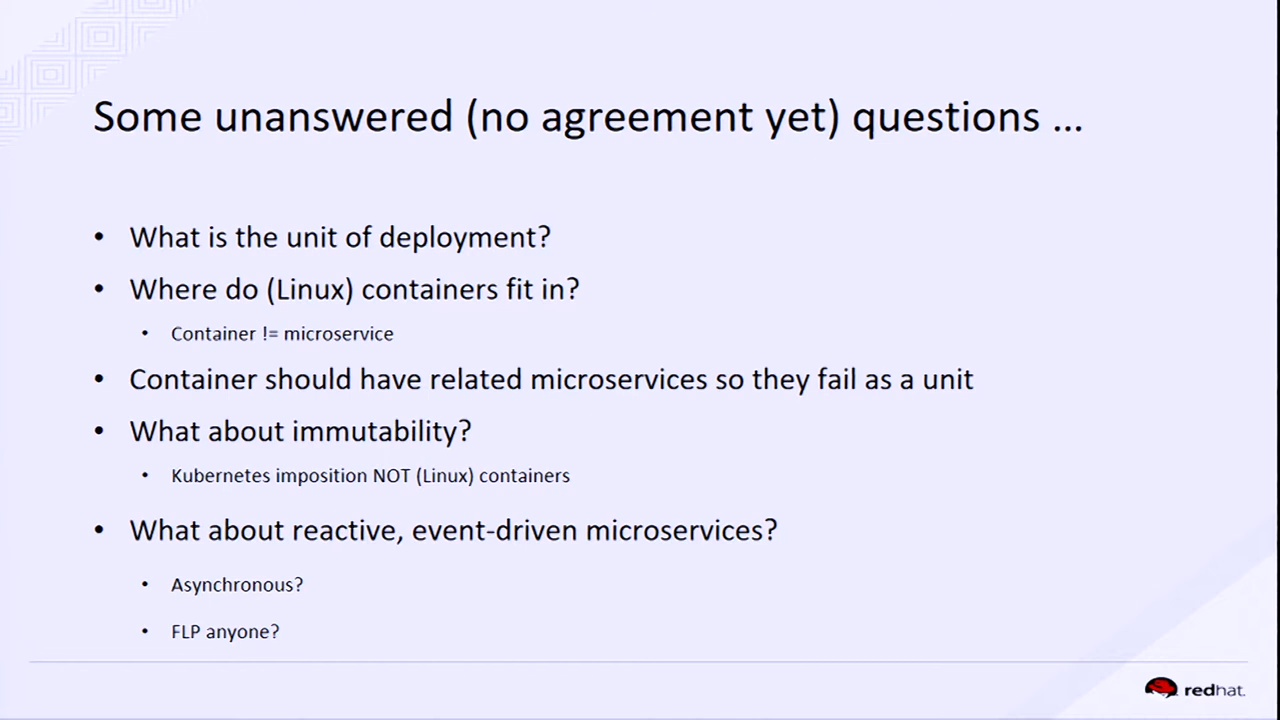 Some unanswered (no agreement yet) questions ...
• What is the unit of deployment?
• Where do (Linux) containers fit in?
• Container != microservice
• Container should have related microservices so they fail as a unit
• What about immutability?
• Kubernetes imposition NOT (Linux) containers
• What about reactive, event-driven microservices?
• Asynchronous?
• FLP anyone?
redhat.